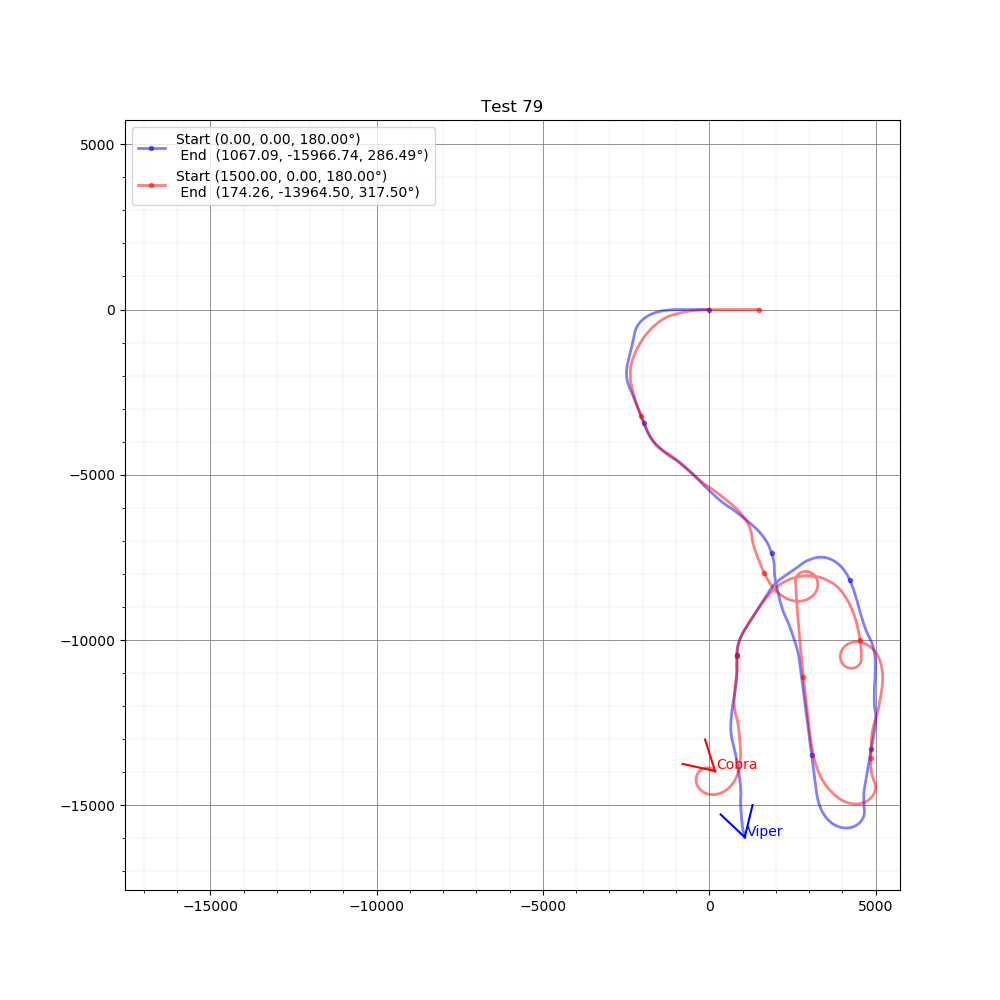 Test 79
Start (0.00, 0.00, 180.00°)
End (1067.09, -15966.74, 286.49°)
Start (1500.00, 0.00, 180.00°)
End (174.26, -13964.50, 317.50°)
5000
0
−5000
−10000
−15000
Cobra
Viper
−15000 −10000 −5000 0 5000